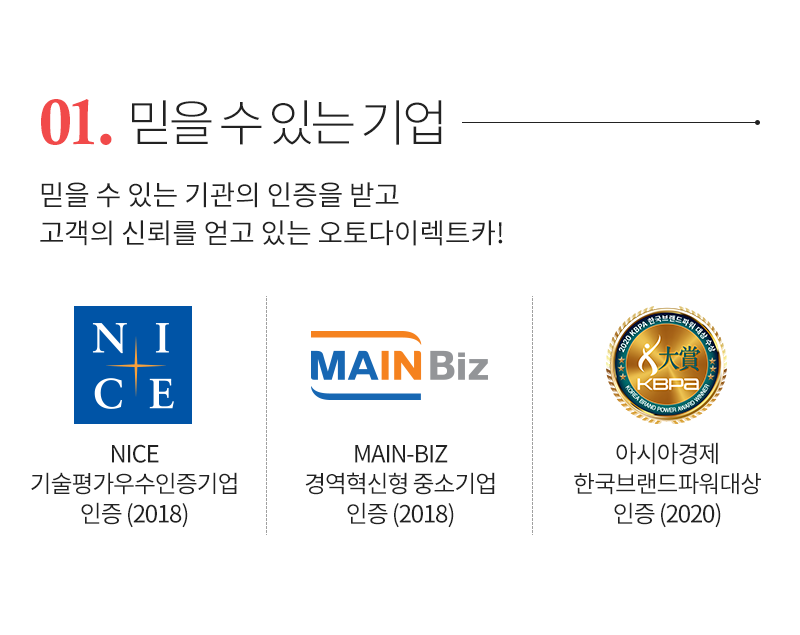 01. 믿을 수 있는 기업
믿을 수 있는 기관의 인증을 받고
고객의 신뢰를 얻고 있는 오토다이렉트카!
N I
C E
MAIN Biz
2020 KBPA 한국브랜드파워 대상 수상
大賞
KBPA
KOREA BRAND POWER AWARD WINNER
NICE
기술평가우수인증기업
인증 (2018)
MAIN-BIZ
경역혁신형 중소기업
인증 (2018)
아시아경제
한국브랜드파워대상
인증 (2020)